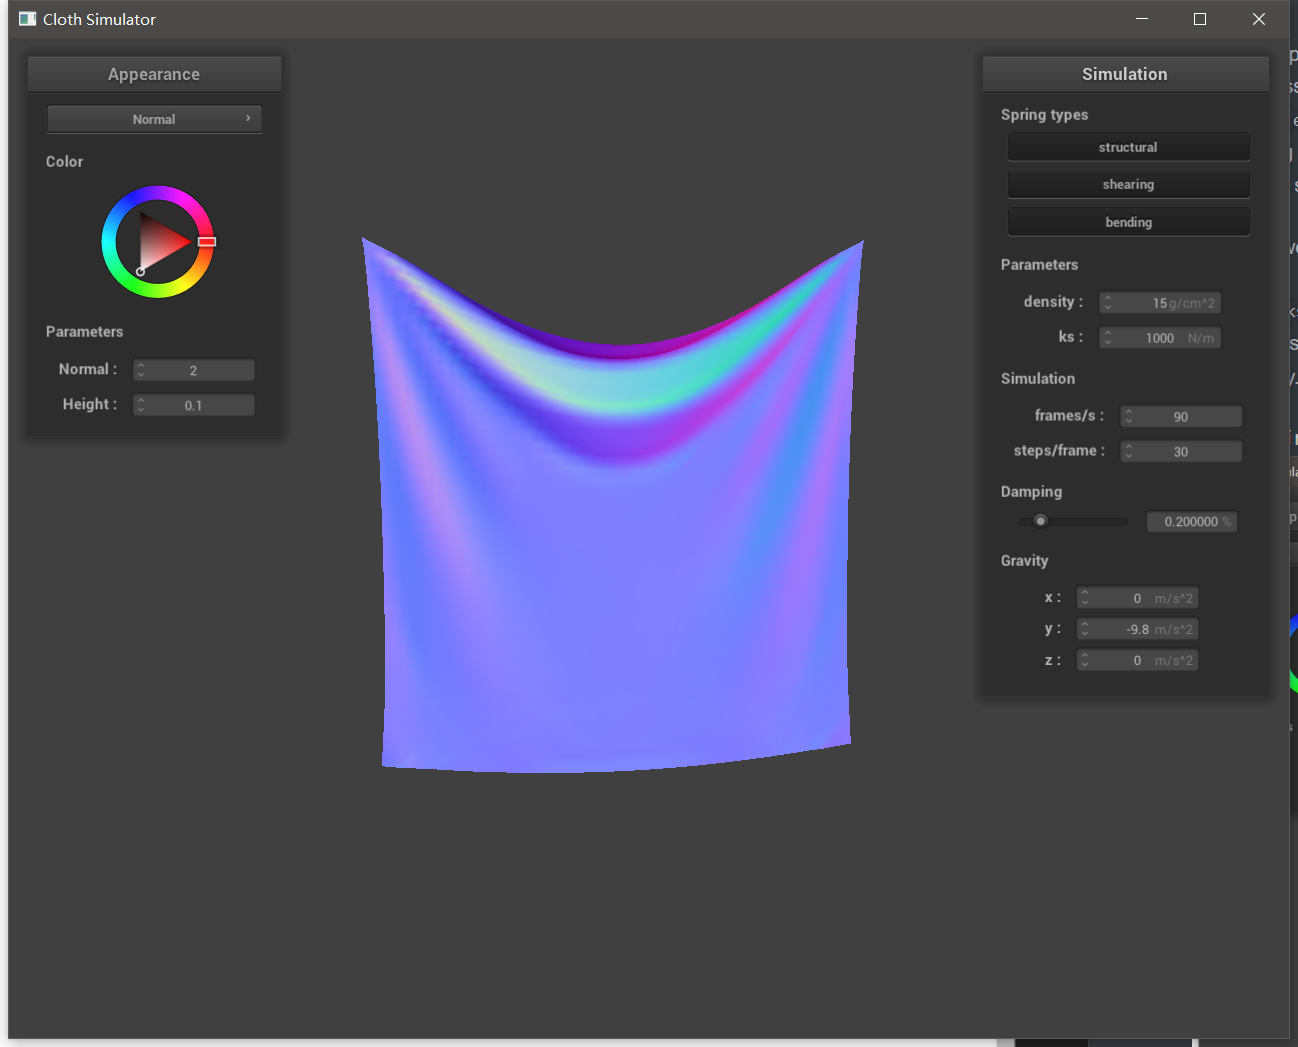 Cloth Simulator
Appearance
Normal
Color
Parameters
Normal :
2
Height :
0.1
Simulation
Spring types
structural
shearing
bending
Parameters
density :
15 g/cm^2
ks :
1000 N/m
Simulation
frames/s :
90
steps/frame :
30
Damping
0.200000 %
Gravity
x :
0 m/s^2
y :
-9.8 m/s^2
z :
0 m/s^2